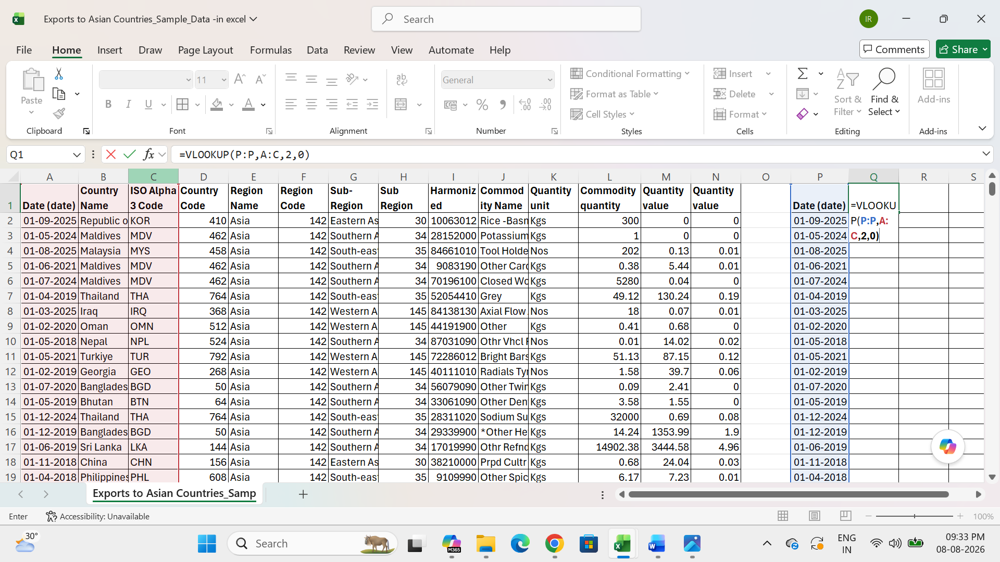 Exports to Asian Countries_Sample_Data -in excel
Search
IR
File Home Insert Draw Page Layout Formulas Data Review View Automate Help
Comments Share
Paste
11
General
B I U A
ab
Conditional Formatting
Format as Table
Cell Styles
Insert
Delete
Format
Sort & Filter
Find & Select
Add-ins
Clipboard Font Alignment Number Styles Cells Editing Add-ins
Q1 fx =VLOOKUP(P:P,A:C,2,0)
A B C D E F G H I J K L M N O P Q R S
1 Date (date) Country Name ISO Alpha 3 Code Country Code Region Name Region Code Sub-Region Sub Region Harmonized Commodity Name Quantity unit Commodity quantity Quantity value Quantity value Date (date) =VLOOKUP(P:P,A:C,2,0)
2 01-09-2025 Republic o KOR 410 Asia 142 Eastern As 30 10063012 Rice -Basn Kgs 300 0 0 01-09-2025
3 01-05-2024 Maldives MDV 462 Asia 142 Southern A 34 28152000 Potassium Kgs 1 0 0 01-05-2024
4 01-08-2025 Malaysia MYS 458 Asia 142 South-eas 35 84661010 Tool Holde Nos 202 0.13 0.01 01-08-2025
5 01-06-2021 Maldives MDV 462 Asia 142 Southern A 34 9083190 Other Card Kgs 0.38 5.44 0.01 01-06-2021
6 01-07-2024 Maldives MDV 462 Asia 142 Southern A 34 70196100 Closed Wo Kgs 5280 0.04 0 01-07-2024
7 01-04-2019 Thailand THA 764 Asia 142 South-eas 35 52054410 Grey Kgs 49.12 130.24 0.19 01-04-2019
8 01-03-2025 Iraq IRQ 368 Asia 142 Western A 145 84138130 Axial Flow Nos 18 0.07 0.01 01-03-2025
9 01-02-2020 Oman OMN 512 Asia 142 Western A 145 44191900 Other Kgs 0.41 0.68 0 01-02-2020
10 01-05-2018 Nepal NPL 524 Asia 142 Southern A 34 87031090 Othr Vhcl Nos 0.01 14.02 0.02 01-05-2018
11 01-05-2021 Turkiye TUR 792 Asia 142 Western A 145 72286012 Bright Bars Kgs 51.13 87.15 0.12 01-05-2021
12 01-02-2019 Georgia GEO 268 Asia 142 Western A 145 40111010 Radials Tyr Nos 1.58 39.7 0.06 01-02-2019
13 01-07-2020 Banglades BGD 50 Asia 142 Southern A 34 56079090 Other Twin Kgs 0.09 2.41 0 01-07-2020
14 01-05-2019 Bhutan BTN 64 Asia 142 Southern A 34 33061090 Other Den Kgs 3.58 1.55 0 01-05-2019
15 01-12-2024 Thailand THA 764 Asia 142 South-eas 35 28311020 Sodium Su Kgs 32000 0.69 0.08 01-12-2024
16 01-12-2019 Banglades BGD 50 Asia 142 Southern A 34 29339900 *Other He Kgs 14.24 1353.99 1.9 01-12-2019
17 01-06-2019 Sri Lanka LKA 144 Asia 142 Southern A 34 17019990 Othr Refnd Kgs 14902.38 3444.58 4.96 01-06-2019
18 01-11-2018 China CHN 156 Asia 142 Eastern As 30 38210000 Prpd Cultr Kgs 0.68 24.04 0.03 01-11-2018
19 01-04-2018 Philippines PHL 608 Asia 142 South-eas 35 9109990 Other Spic Kgs 6.17 7.23 0.01 01-04-2018
Exports to Asian Countries_Samp
Enter Accessibility: Unavailable 100%
30°
Search
M365
ENG
IN
09:33 PM
08-08-2026